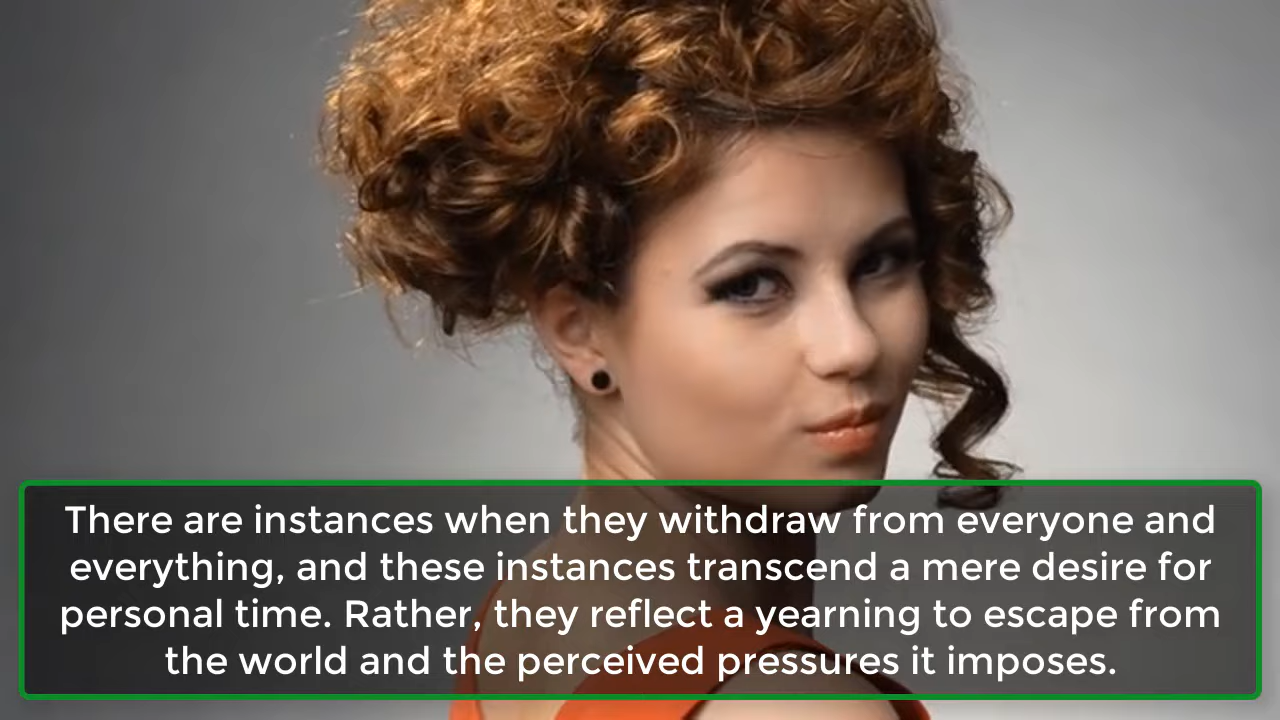 There are instances when they withdraw from everyone and
everything, and these instances transcend a mere desire for
personal time. Rather, they reflect a yearning to escape from
the world and the perceived pressures it imposes.